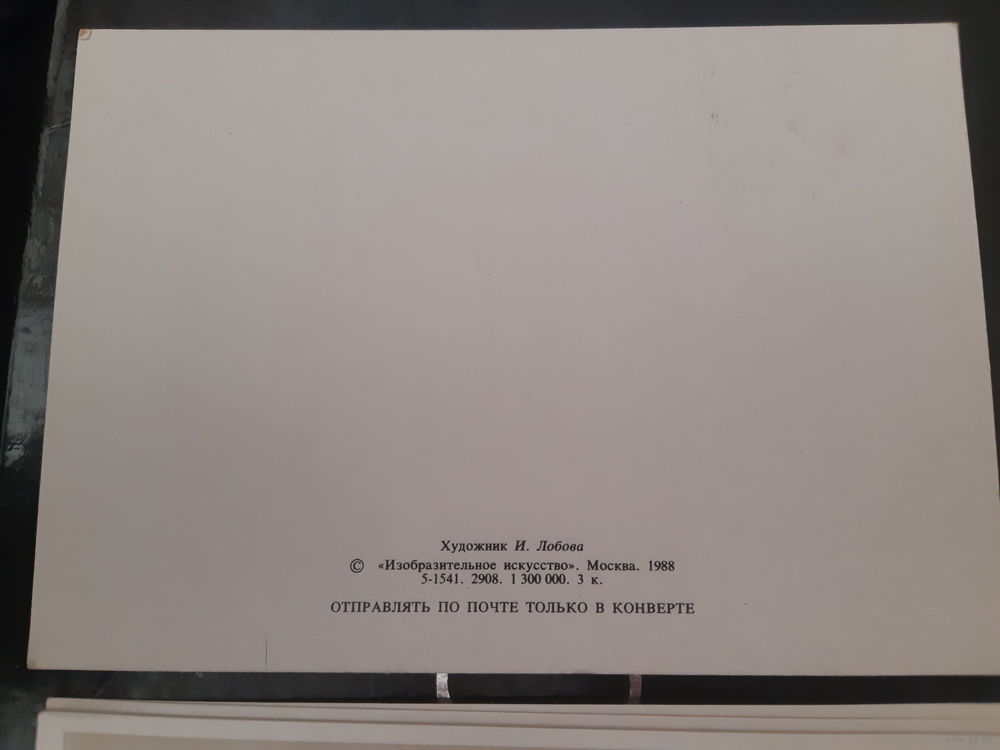 Художник И. Лобова
© «Изобразительное искусство». Москва. 1988
5-1541. 2908. 1 300 000. 3 к.
ОТПРАВЛЯТЬ ПО ПОЧТЕ ТОЛЬКО В КОНВЕРТЕ